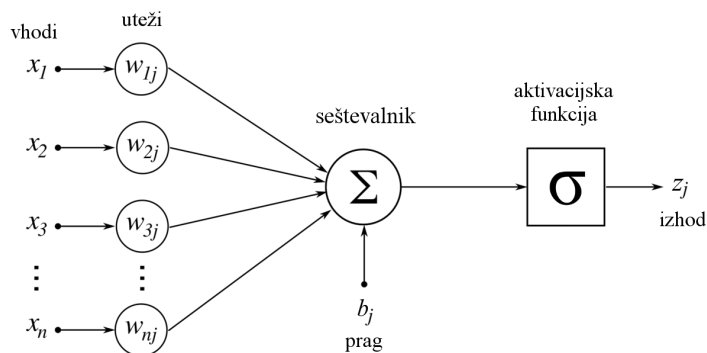 vhodi
uteži
x1
w1j
x2
w2j
x3
w3j
⋮ ⋮
xn
wnj
seštevalnik
Σ
bj
prag
aktivacijska
funkcija
σ
zj
izhod